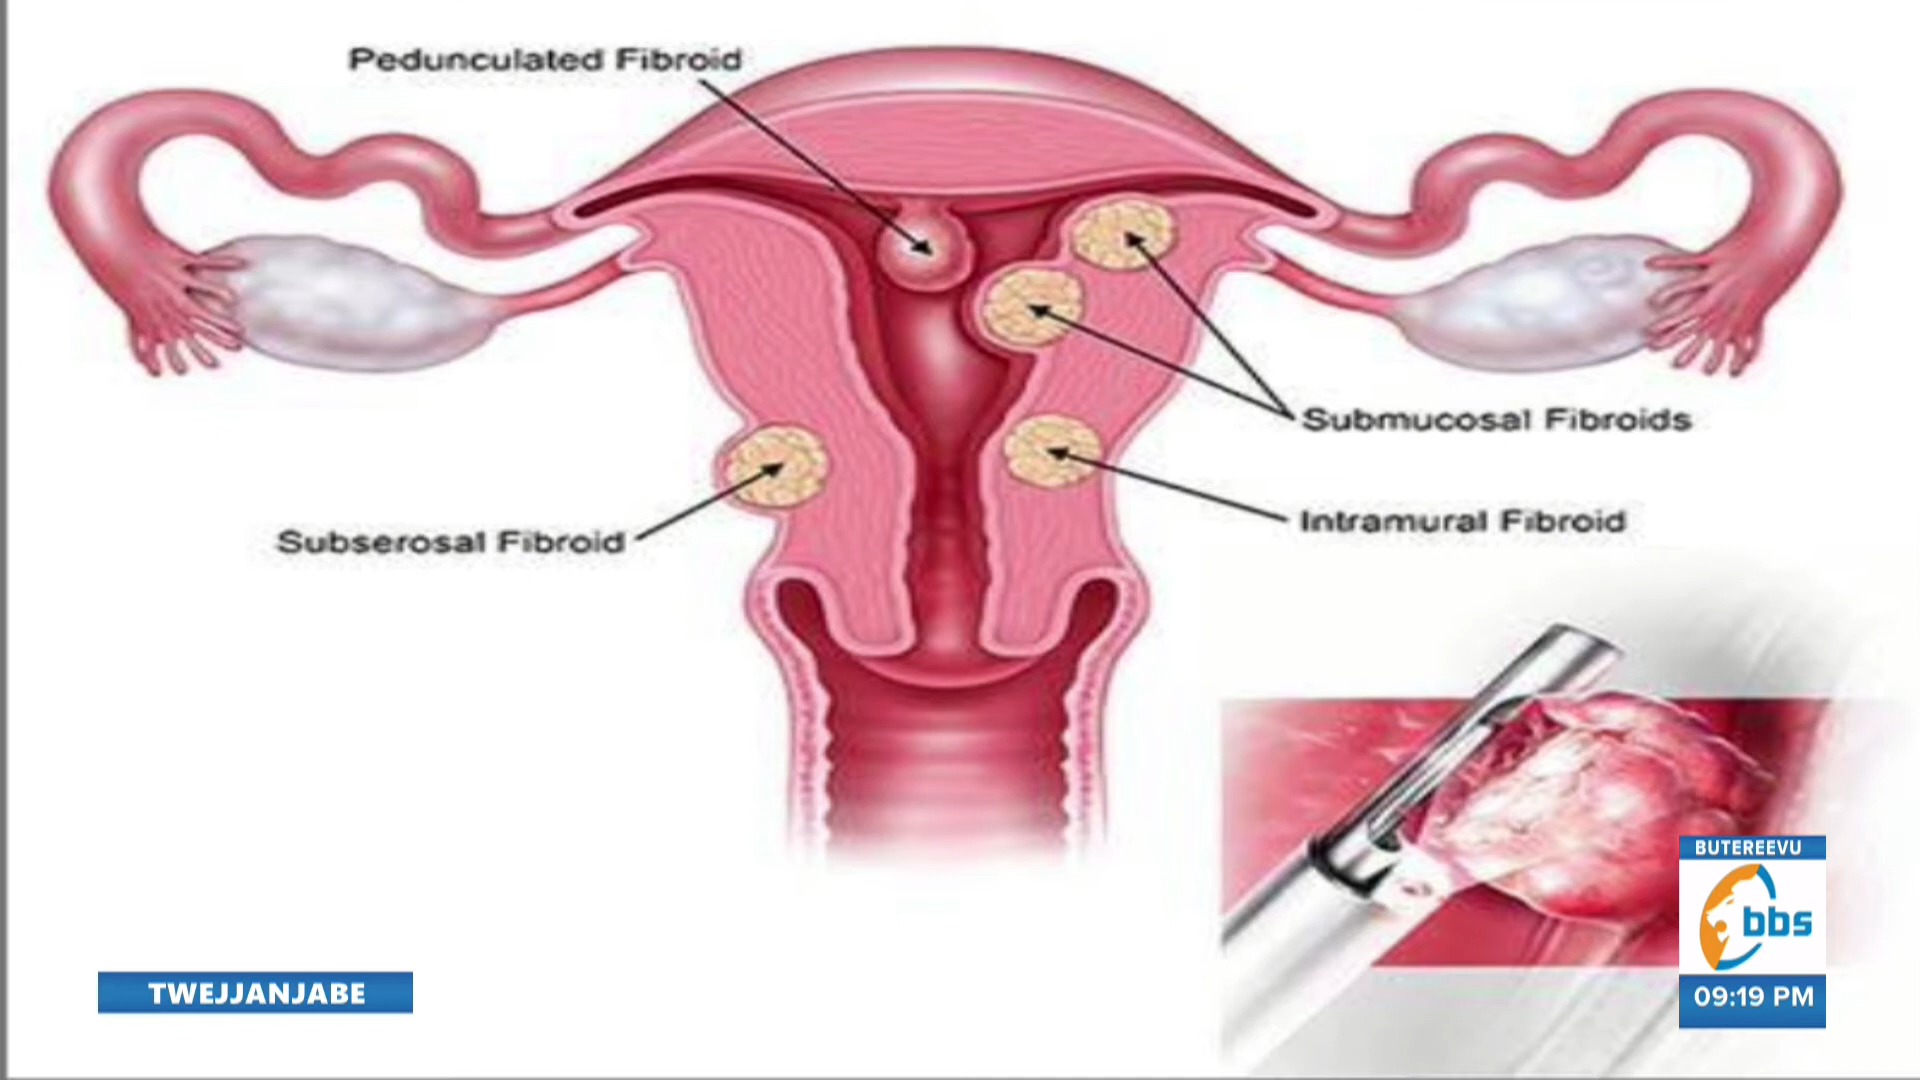 Pedunculated Fibroid
Submucosal Fibroids
Intramural Fibroid
Subserosal Fibroid
BUTEREEVU
bbs
09:19 PM
TWEJJANJABE